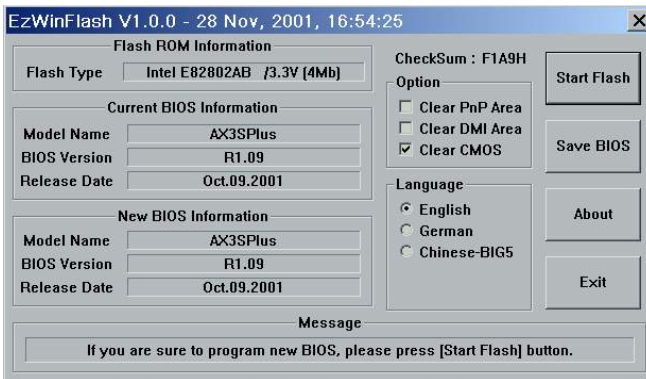 EzWinFlash V1.0.0 - 28 Nov, 2001, 16:54:25
Flash ROM Information
Flash Type Intel E82802AB /3.3V (4Mb)
Current BIOS Information
Model Name AX3SPlus
BIOS Version R1.09
Release Date Oct.09.2001
New BIOS Information
Model Name AX3SPlus
BIOS Version R1.09
Release Date Oct.09.2001
CheckSum : F1A9H
Option
Clear PnP Area
Clear DMI Area
Clear CMOS
Language
English
German
Chinese-BIG5
Start Flash
Save BIOS
About
Exit
Message
If you are sure to program new BIOS, please press [Start Flash] button.